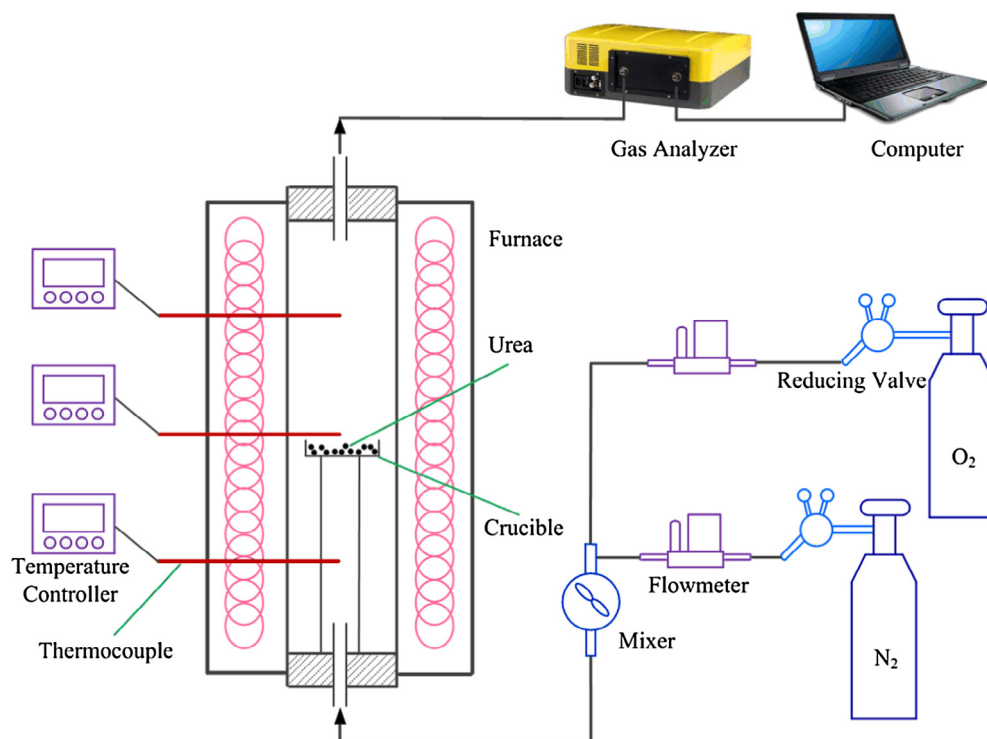 Gas Analyzer
Computer
Furnace
Urea
Reducing Valve
O₂
Crucible
Temperature
Controller
Flowmeter
Thermocouple
Mixer
N₂